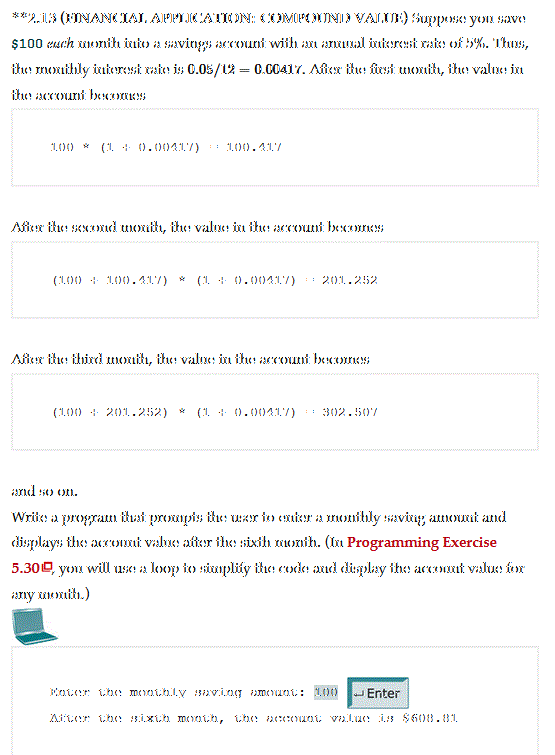 **2.13 (FINANCIAL APPLICATION: COMPOUND VALUE) Suppose you save
$100 each month into a savings account with an annual interest rate of 5%. Thus,
the monthly interest rate is 0.05/12 = 0.00417. After the first month, the value in
the account becomes
100 * (1 + 0.00417) = 100.417
After the second month, the value in the account becomes
(100 + 100.417) * (1 + 0.00417) = 201.252
After the third month, the value in the account becomes
(100 + 201.252) * (1 + 0.00417) = 302.507
and so on.
Write a program that prompts the user to enter a monthly saving amount and
displays the account value after the sixth month. (In Programming Exercise
5.30, you will use a loop to simplify the code and display the account value for
any month.)
Enter the monthly saving amount: 100 Enter
After the sixth month, the account value is $608.81